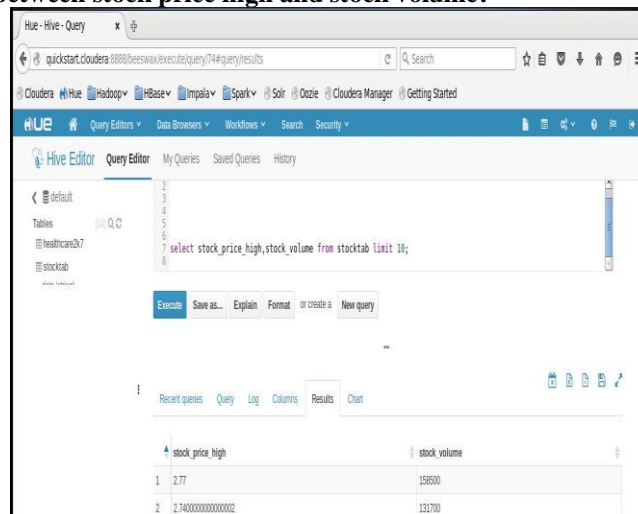 between stock price high and stock volume?
Hue - Hive - Query
quickstart.cloudera:8888/beeswax/execute/query/74#query/results
Search
Cloudera Hue Hadoop HBase Impala Spark Solr Oozie Cloudera Manager Getting Started
HUE Query Editors Data Browsers Workflows Search Security
Hive Editor Query Editor My Queries Saved Queries History
default
Tables
healthcare2k7
stocktab
2
3
4
5
6
7 select stock_price_high,stock_volume from stocktab limit 10;
8
Execute Save as... Explain Format or create a New query
Recent queries Query Log Columns Results Chart
stock_price_high stock_volume
1 2.77 158500
2 2.7400000000000002 131700